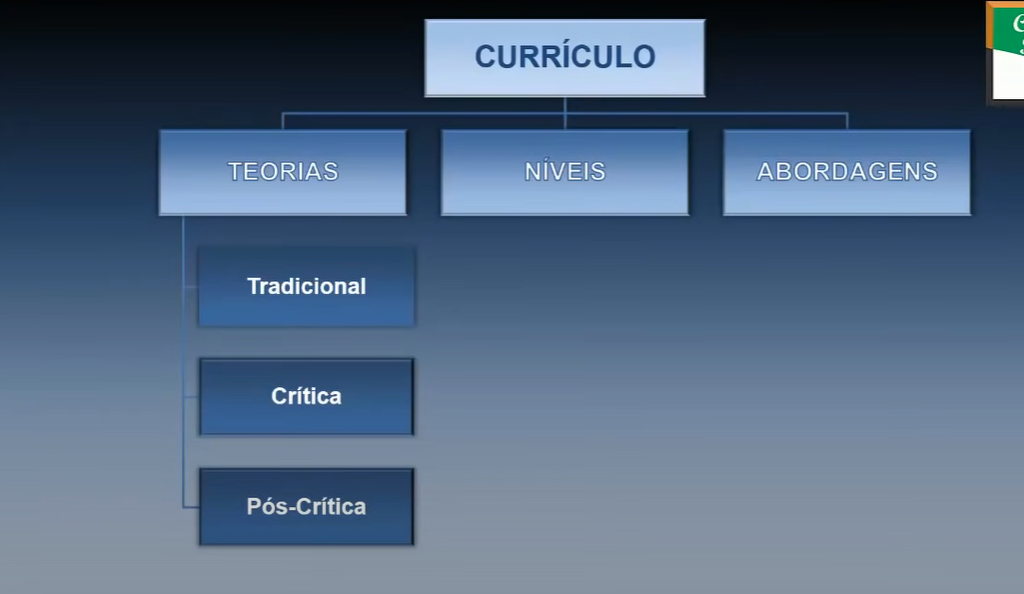 CURRÍCULO
TEORIAS
NÍVEIS
ABORDAGENS
Tradicional
Crítica
Pós-Crítica